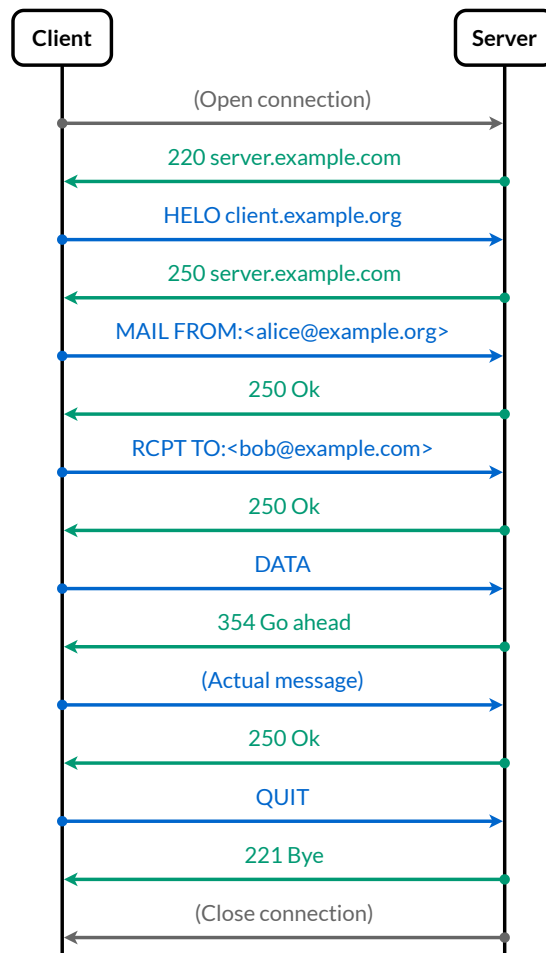 Client
Server
(Open connection)
220 server.example.com
HELO client.example.org
250 server.example.com
MAIL FROM:<alice@example.org>
250 Ok
RCPT TO:<bob@example.com>
250 Ok
DATA
354 Go ahead
(Actual message)
250 Ok
QUIT
221 Bye
(Close connection)